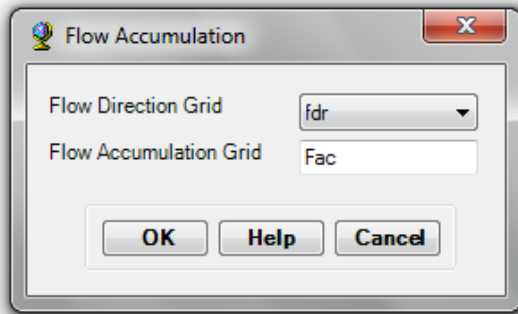 Flow Accumulation
Flow Direction Grid fdr
Flow Accumulation Grid Fac
OK Help Cancel